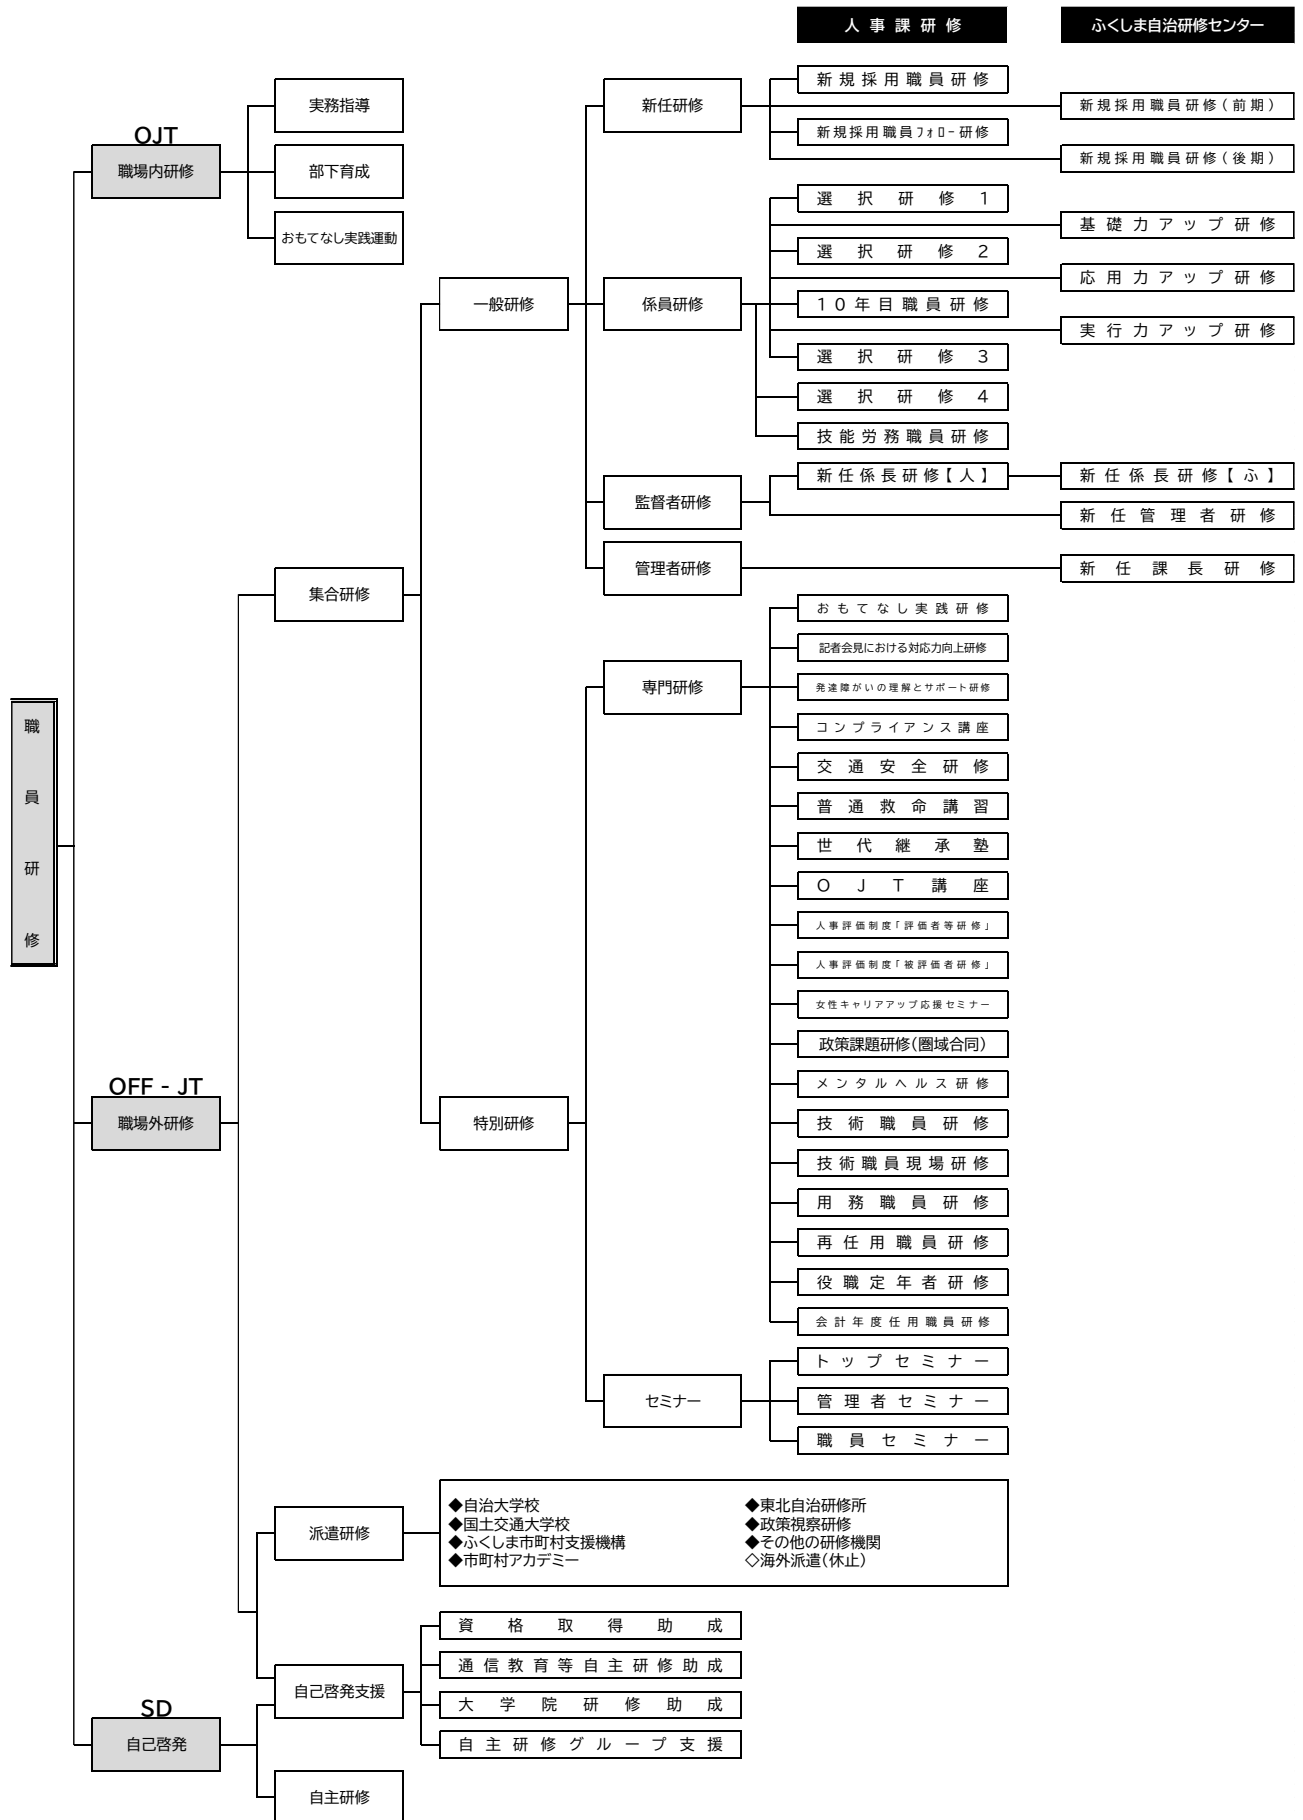 人事課研修
ふくしま自治研修センター
OJT
職場内研修
実務指導
部下育成
おもてなし実践運動
一般研修
新任研修
新規採用職員研修
新規採用職員研修(前期)
新規採用職員ﾌｫﾛｰ研修
新規採用職員研修(後期)
係員研修
選択研修1
基礎力アップ研修
選択研修2
応用力アップ研修
10年目職員研修
実行力アップ研修
選択研修3
選択研修4
技能労務職員研修
監督者研修
新任係長研修【人】
新任係長研修【ふ】
新任管理者研修
管理者研修
新任課長研修
集合研修
専門研修
おもてなし実践研修
記者会見における対応力向上研修
発達障がいの理解とサポート研修
コンプライアンス講座
交通安全研修
普通救命講習
世代継承塾
OJT講座
人事評価制度「評価者等研修」
人事評価制度「被評価者研修」
女性キャリアアップ応援セミナー
政策課題研修(圏域合同)
メンタルヘルス研修
技術職員研修
技術職員現場研修
用務職員研修
再任用職員研修
役職定年者研修
会計年度任用職員研修
職員研修
OFF - JT
職場外研修
特別研修
セミナー
トップセミナー
管理者セミナー
職員セミナー
派遣研修
◆自治大学校
◆国土交通大学校
◆ふくしま市町村支援機構
◆市町村アカデミー
◆東北自治研修所
◆政策視察研修
◆その他の研修機関
◇海外派遣(休止)
SD
自己啓発
自己啓発支援
資格取得助成
通信教育等自主研修助成
大学院研修助成
自主研修グループ支援
自主研修